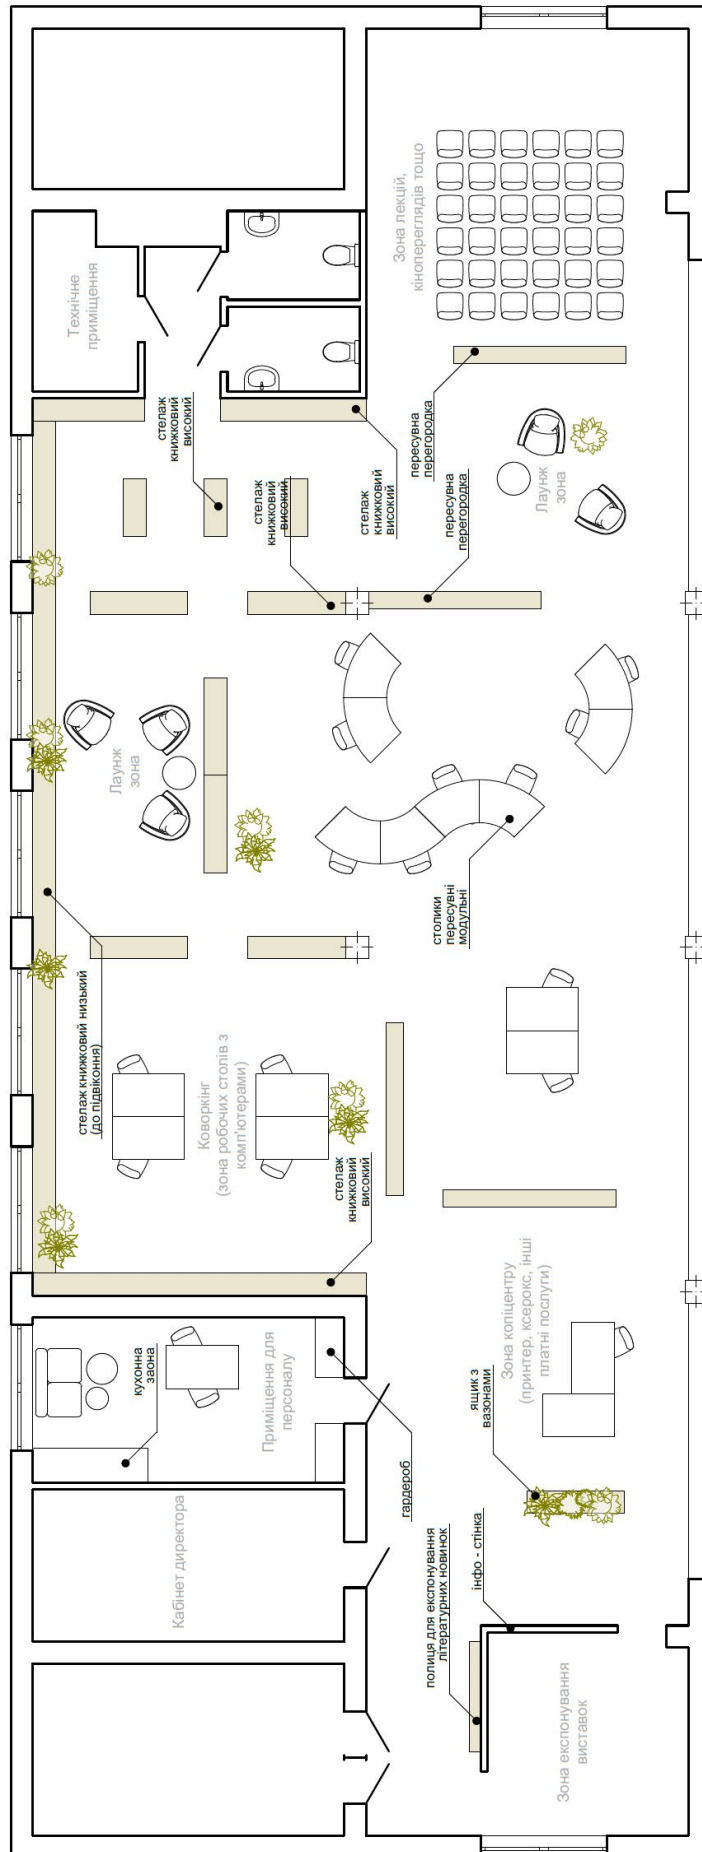 Зона лекцій,
кінопереглядів тощо
Технічне
приміщення
стелаж
книжковий
високий
стелаж
книжковий
високий
стелаж
книжковий
високий
пересувна
перегородка
пересувна
перегородка
Лаунж
зона
Лаунж
зона
столики
пересувні
модульні
стелаж книжковий низький
(до підвіконня)
Коворкінг
(зона робочих столів з
комп'ютерами)
стелаж
книжковий
високий
Зона копіцентру
(принтер, ксерокс, інші
платні послуги)
кухонна
заона
Приміщення для
персоналу
ящик з
вазонами
гардероб
Кабінет директора
полиця для експонування
літературних новинок
інфо - стінка
Зона експонування
виставок